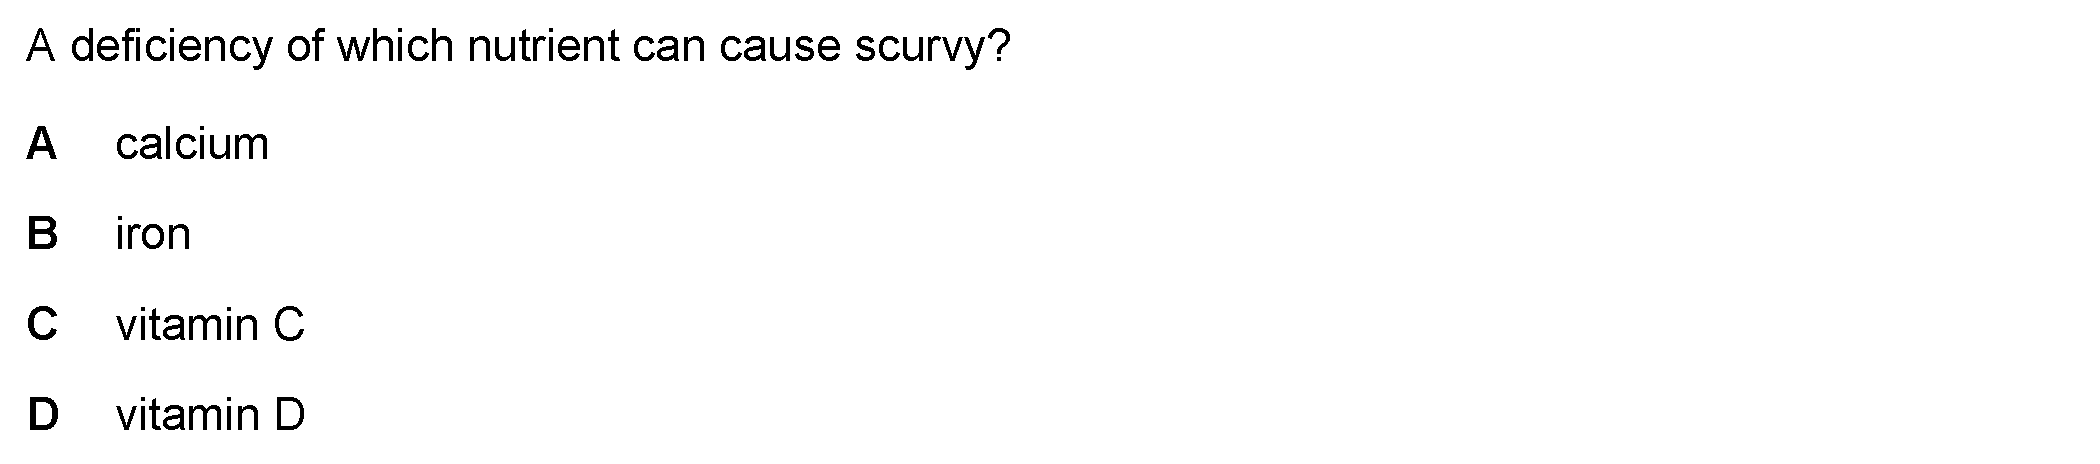 A deficiency of which nutrient can cause scurvy?
A calcium
B iron
C vitamin C
D vitamin D